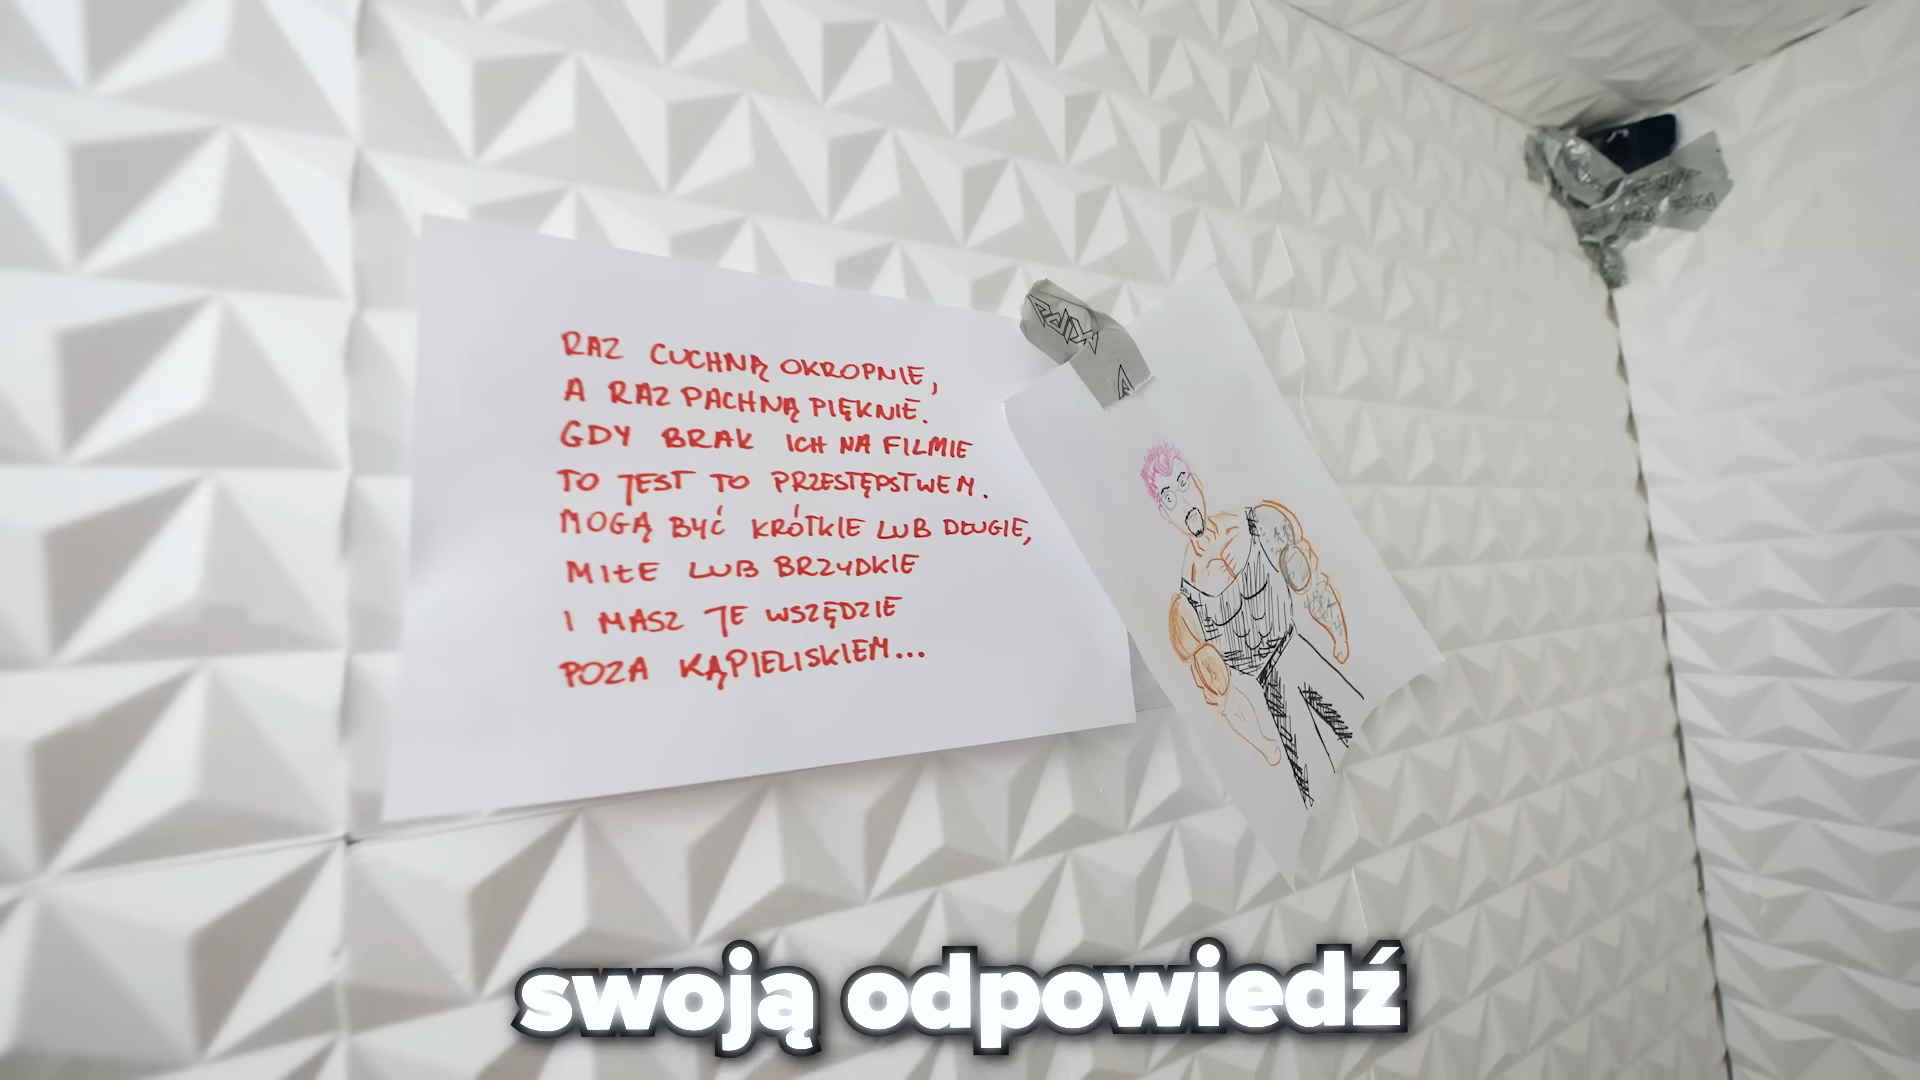 RAZ CUCHNĄ OKROPNIE,
A RAZ PACHNĄ PIĘKNIE.
GDY BRAK ICH NA FILMIE
TO JEST TO PRZESTĘPSTWEM.
MOGĄ BYĆ KRÓTKIE LUB DŁUGIE,
MIŁE LUB BRZYDKIE
I MASZ JE WSZĘDZIE
POZA KĄPIELISKIEM...
swoją odpowiedź